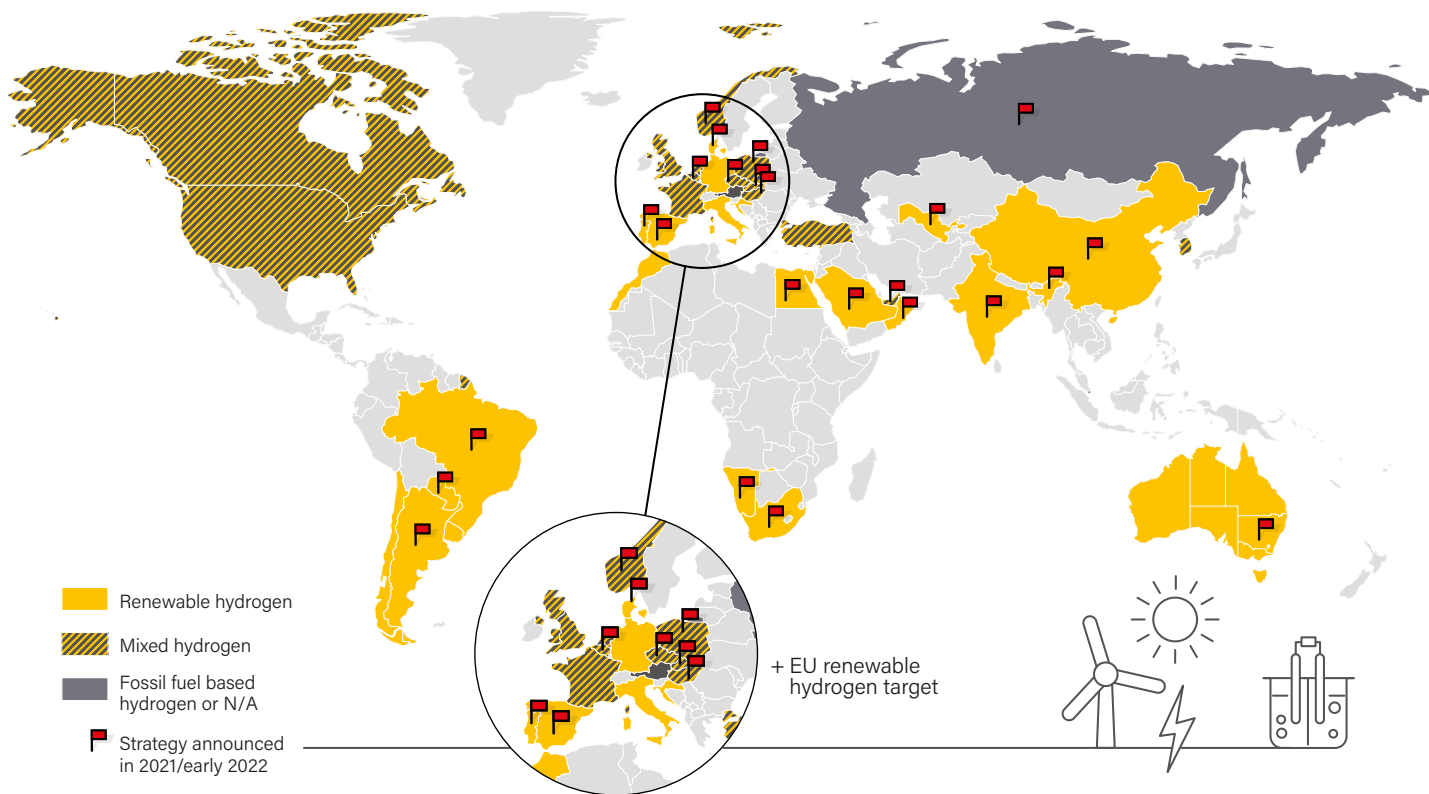 Renewable hydrogen
Mixed hydrogen
Fossil fuel based
hydrogen or N/A
Strategy announced
in 2021/early 2022
+ EU renewable
hydrogen target